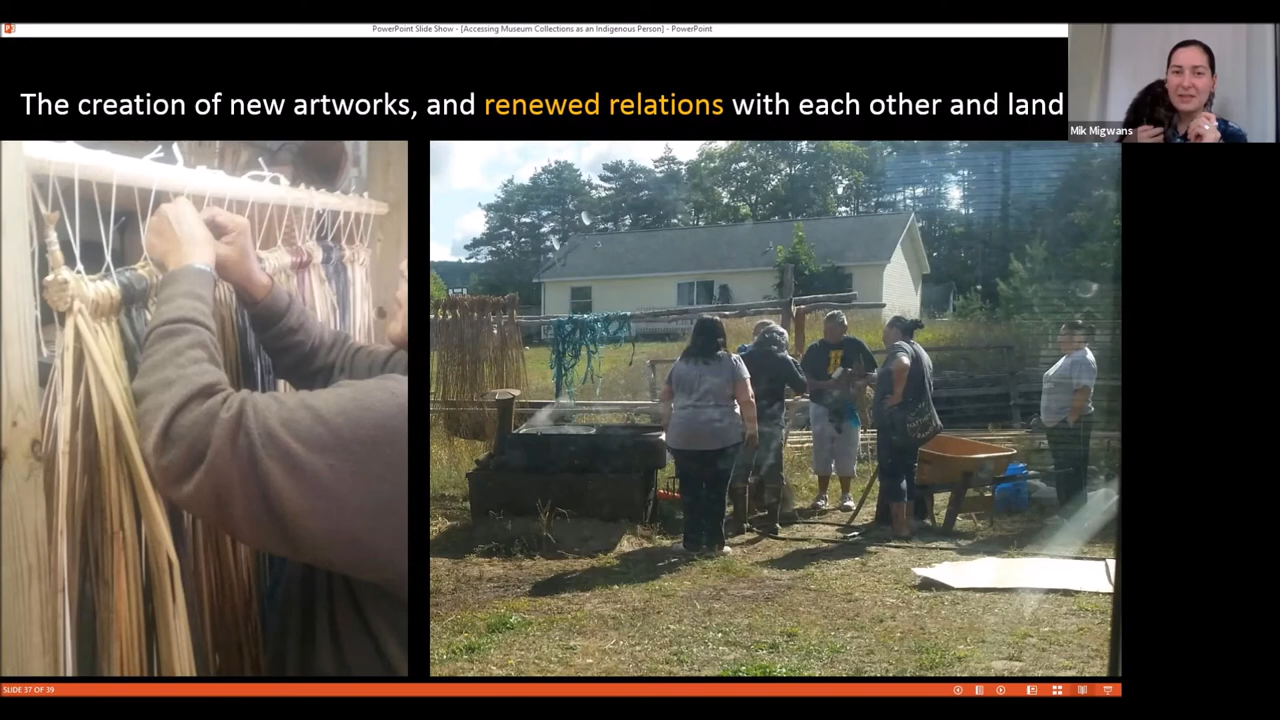 PowerPoint Slide Show - [Accessing Museum Collections as an Indigenous Person] - PowerPoint
The creation of new artworks, and renewed relations with each other and land
Mik Migwans
SLIDE 37 OF 39